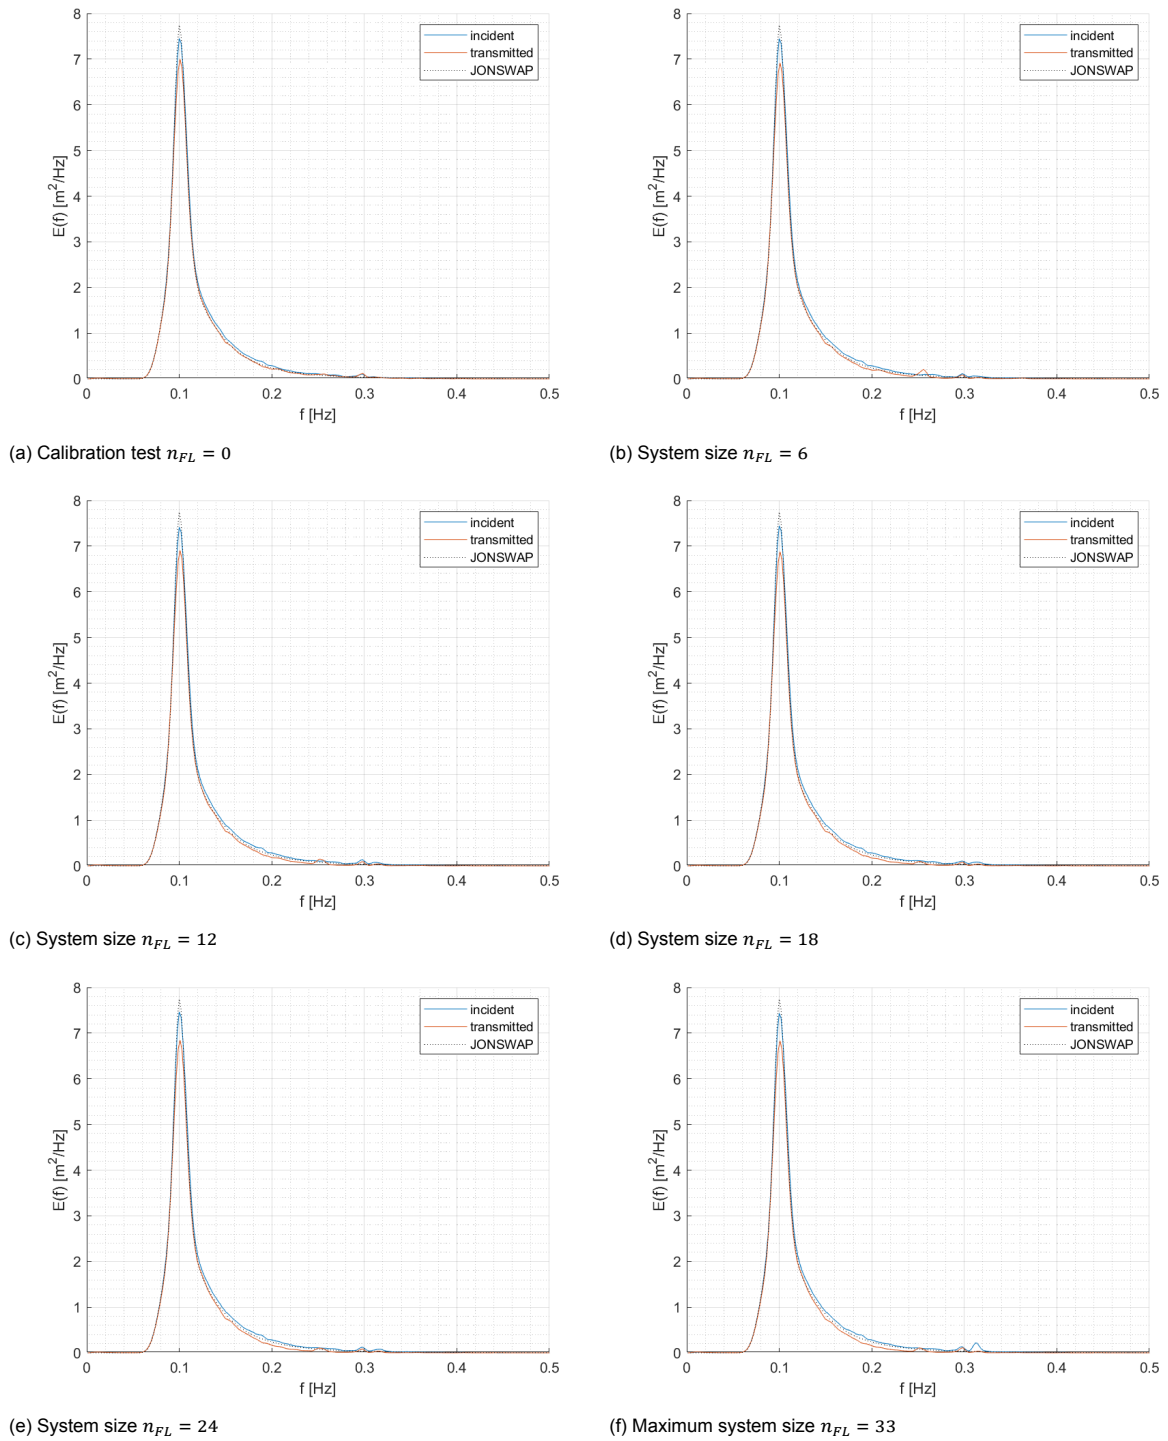 8
7
6
5
4
3
2
1
0
E(f) [m²/Hz]
0 0.1 0.2 0.3 0.4 0.5
f [Hz]
incident
transmitted
JONSWAP
(a) Calibration test n_FL = 0
8
7
6
5
4
3
2
1
0
E(f) [m²/Hz]
0 0.1 0.2 0.3 0.4 0.5
f [Hz]
incident
transmitted
JONSWAP
(b) System size n_FL = 6
8
7
6
5
4
3
2
1
0
E(f) [m²/Hz]
0 0.1 0.2 0.3 0.4 0.5
f [Hz]
incident
transmitted
JONSWAP
(c) System size n_FL = 12
8
7
6
5
4
3
2
1
0
E(f) [m²/Hz]
0 0.1 0.2 0.3 0.4 0.5
f [Hz]
incident
transmitted
JONSWAP
(d) System size n_FL = 18
8
7
6
5
4
3
2
1
0
E(f) [m²/Hz]
0 0.1 0.2 0.3 0.4 0.5
f [Hz]
incident
transmitted
JONSWAP
(e) System size n_FL = 24
8
7
6
5
4
3
2
1
0
E(f) [m²/Hz]
0 0.1 0.2 0.3 0.4 0.5
f [Hz]
incident
transmitted
JONSWAP
(f) Maximum system size n_FL = 33